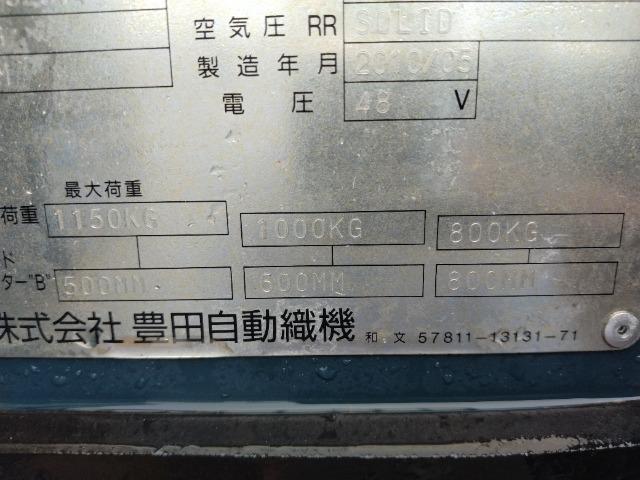 空気圧 RR SOLID
製造年月 2010/05
電圧 48 V
最大荷重
荷重 1150KG 1000KG 800KG
ド
ター"B" 500MM 600MM 800MM
株式会社 豊田自動織機 和文 57811-13131-71